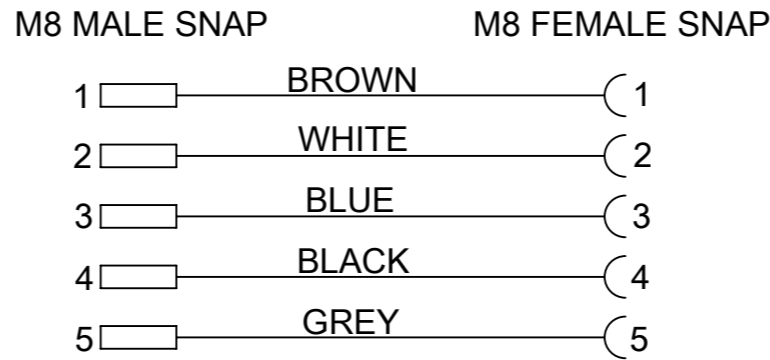 M8 MALE SNAP M8 FEMALE SNAP
1 BROWN 1
2 WHITE 2
3 BLUE 3
4 BLACK 4
5 GREY 5